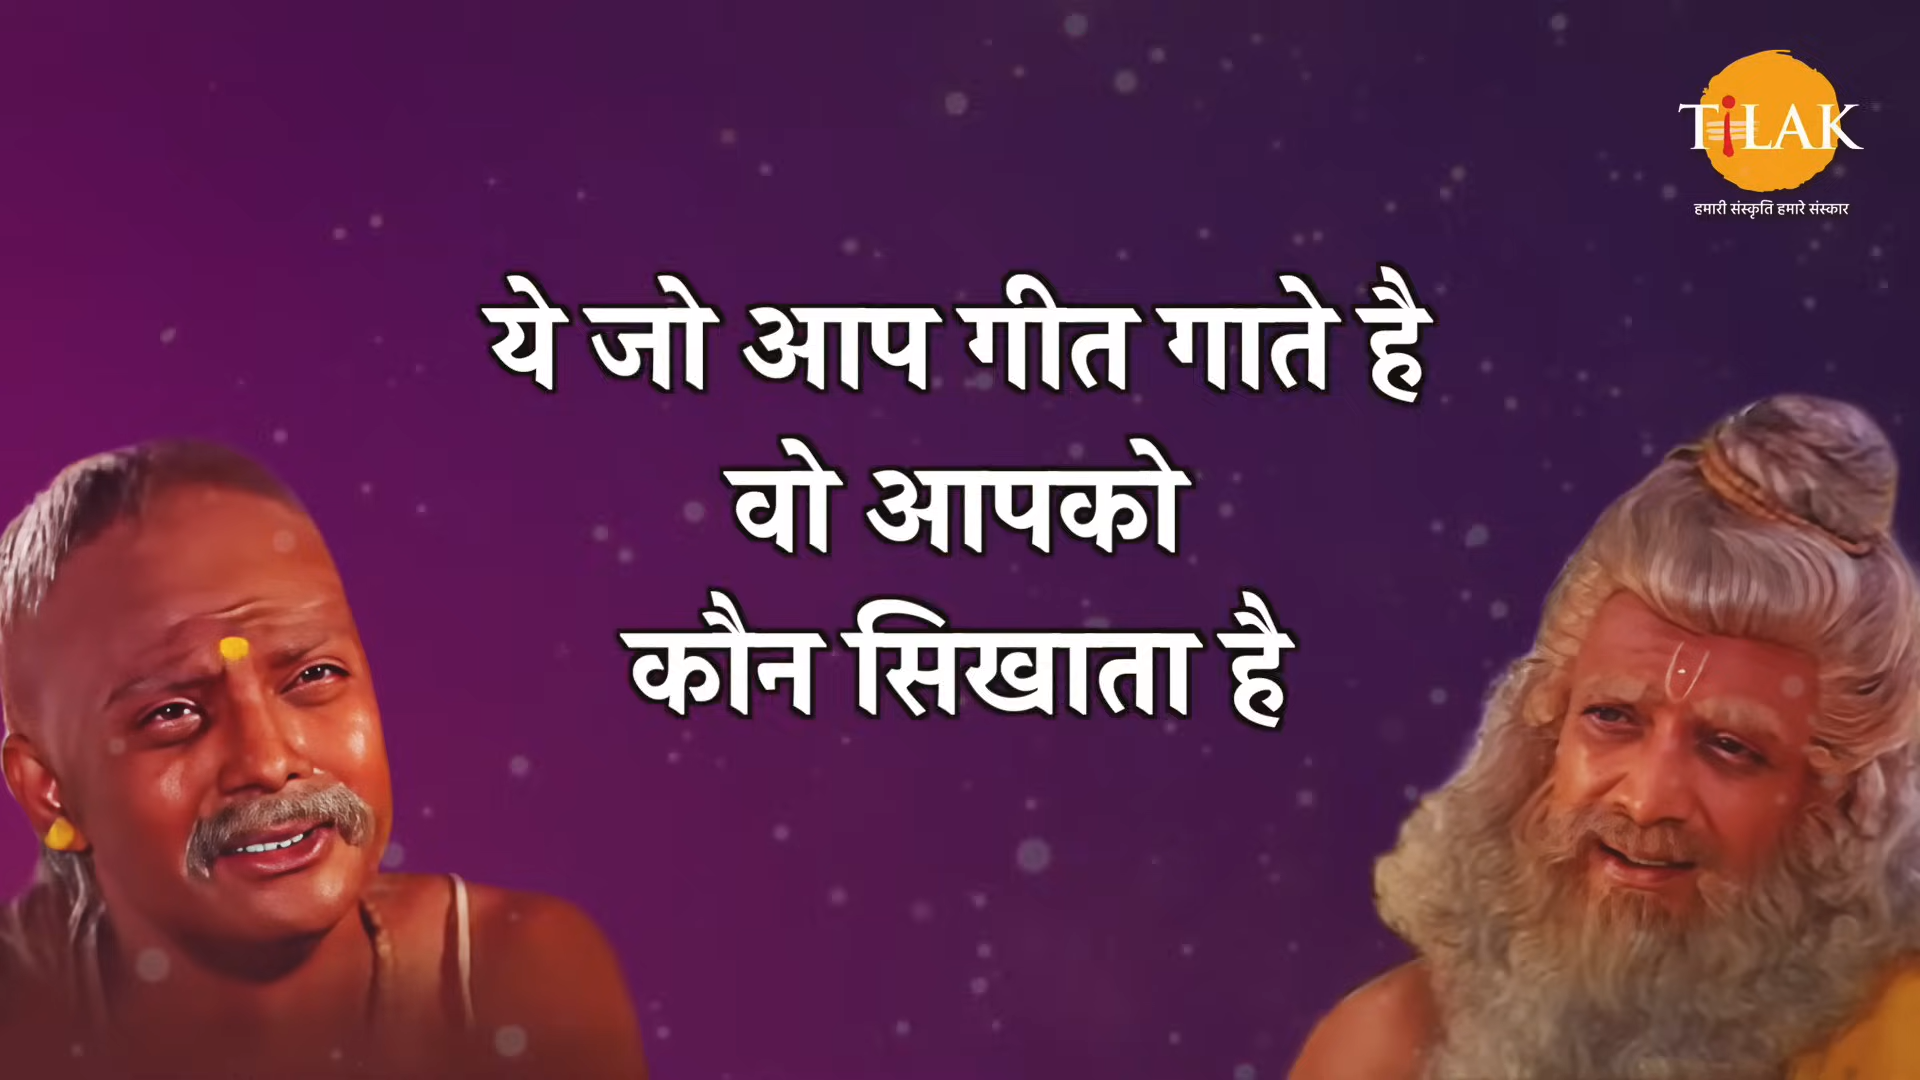 TiLAK
हमारी संस्कृति हमारे संस्कार
ये जो आप गीत गाते है
वो आपको
कौन सिखाता है